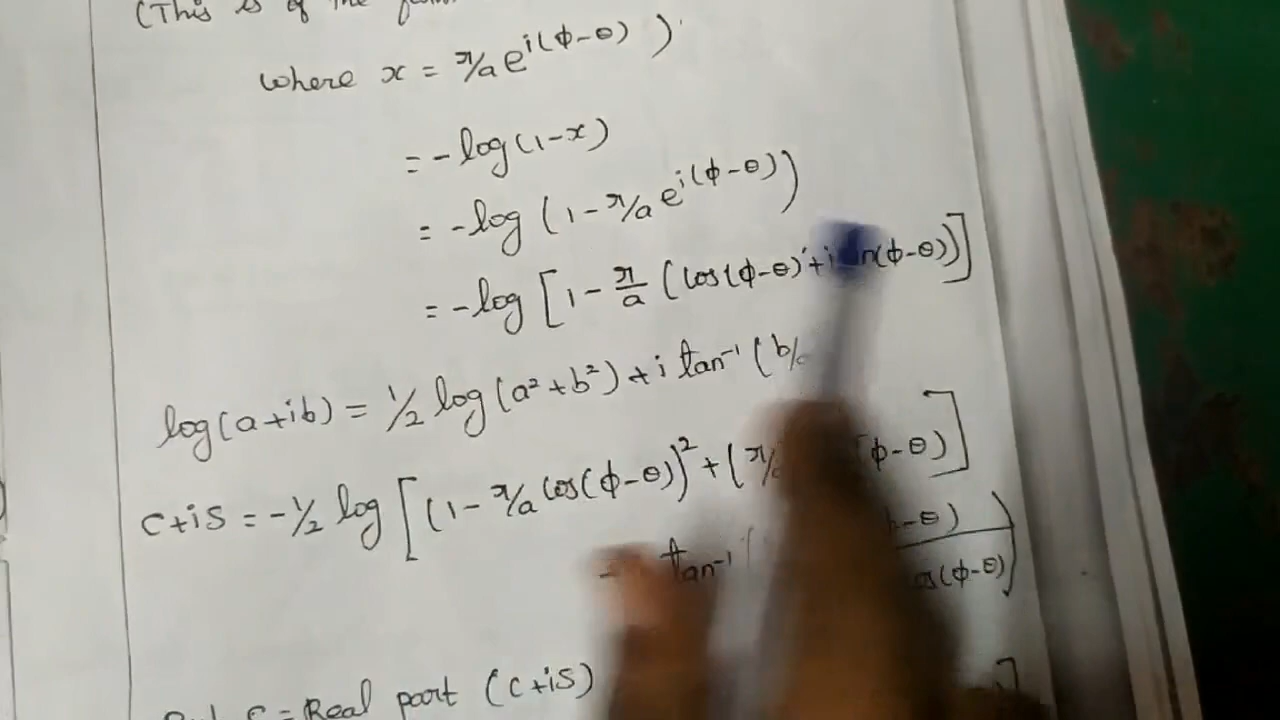 (This is of the
where x = r/a e^{i(ϕ-θ)} )
= -log(1-x)
= -log (1 - r/a e^{i(ϕ-θ)})
= -log [1 - r/a (cos(ϕ-θ)+i (ϕ-θ))]
log(a+ib) = 1/2 log(a²+b²)+i tan⁻¹(b/
c+is = -1/2 log [(1 - r/a cos(ϕ-θ))² + (r/ ϕ-θ)]
- tan⁻¹( -θ) )
(ϕ-θ)
c = Real part (c+is)